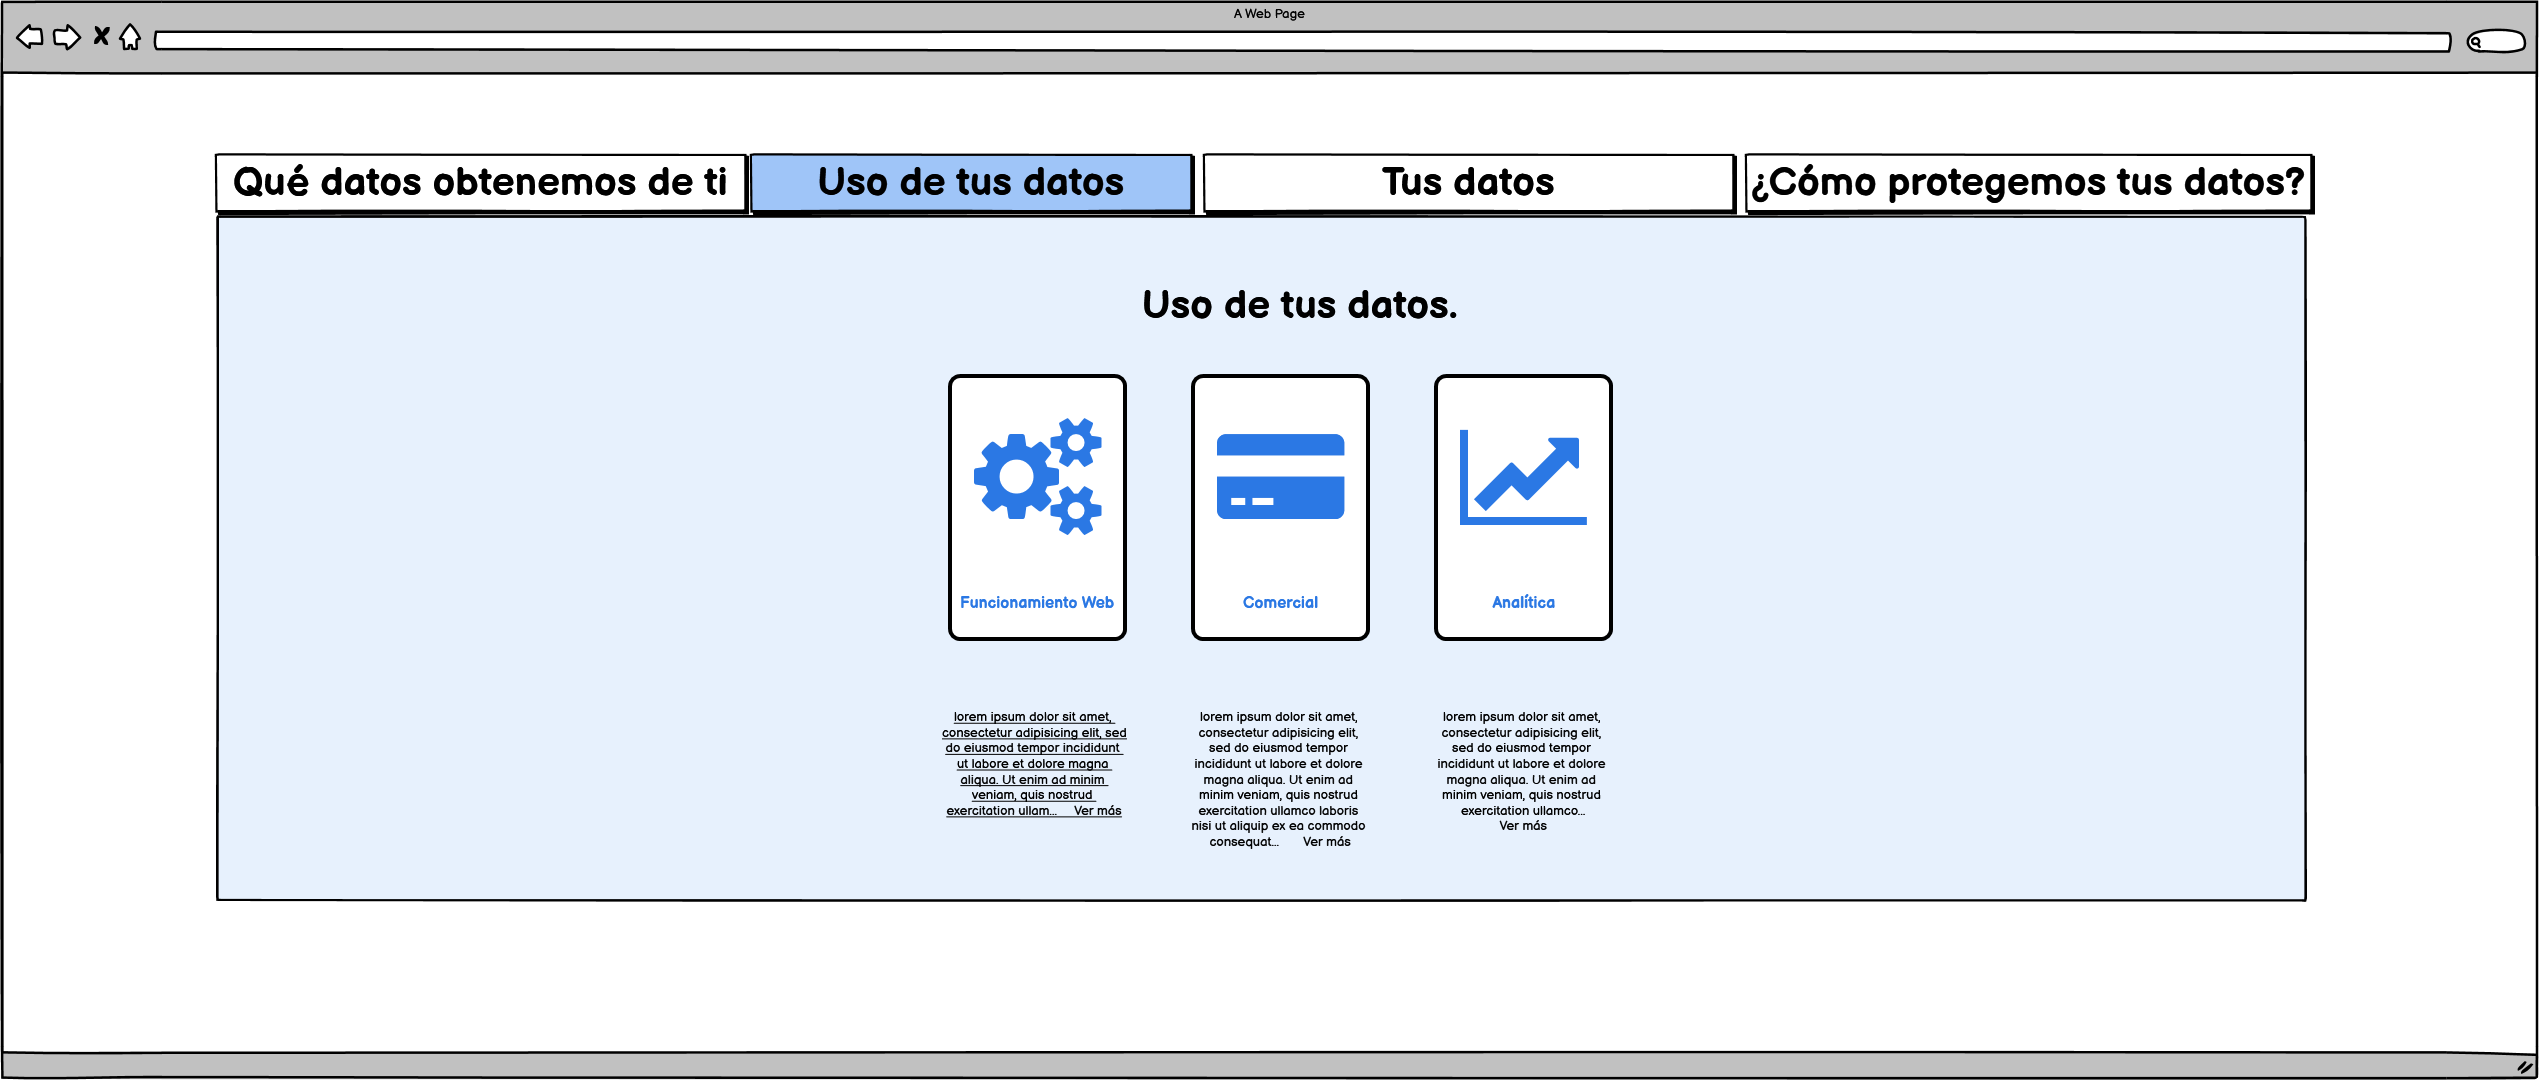 A Web Page
Qué datos obtenemos de ti
Uso de tus datos
Tus datos
¿Cómo protegemos tus datos?
Uso de tus datos.
Funcionamiento Web
Comercial
Analítica
lorem ipsum dolor sit amet,
consectetur adipisicing elit, sed
do eiusmod tempor incididunt
ut labore et dolore magna
aliqua. Ut enim ad minim
veniam, quis nostrud
exercitation ullam... Ver más
lorem ipsum dolor sit amet,
consectetur adipisicing elit,
sed do eiusmod tempor
incididunt ut labore et dolore
magna aliqua. Ut enim ad
minim veniam, quis nostrud
exercitation ullamco laboris
nisi ut aliquip ex ea commodo
consequat... Ver más
lorem ipsum dolor sit amet,
consectetur adipisicing elit,
sed do eiusmod tempor
incididunt ut labore et dolore
magna aliqua. Ut enim ad
minim veniam, quis nostrud
exercitation ullamco...
Ver más